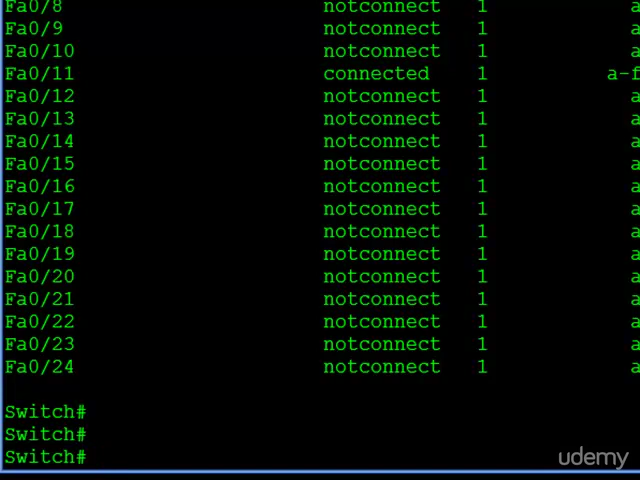 Fa0/8 notconnect 1 a
Fa0/9 notconnect 1 a
Fa0/10 notconnect 1 a
Fa0/11 connected 1 a-f
Fa0/12 notconnect 1 a
Fa0/13 notconnect 1 a
Fa0/14 notconnect 1 a
Fa0/15 notconnect 1 a
Fa0/16 notconnect 1 a
Fa0/17 notconnect 1 a
Fa0/18 notconnect 1 a
Fa0/19 notconnect 1 a
Fa0/20 notconnect 1 a
Fa0/21 notconnect 1 a
Fa0/22 notconnect 1 a
Fa0/23 notconnect 1 a
Fa0/24 notconnect 1 a
Switch#
Switch#
Switch#
udemy